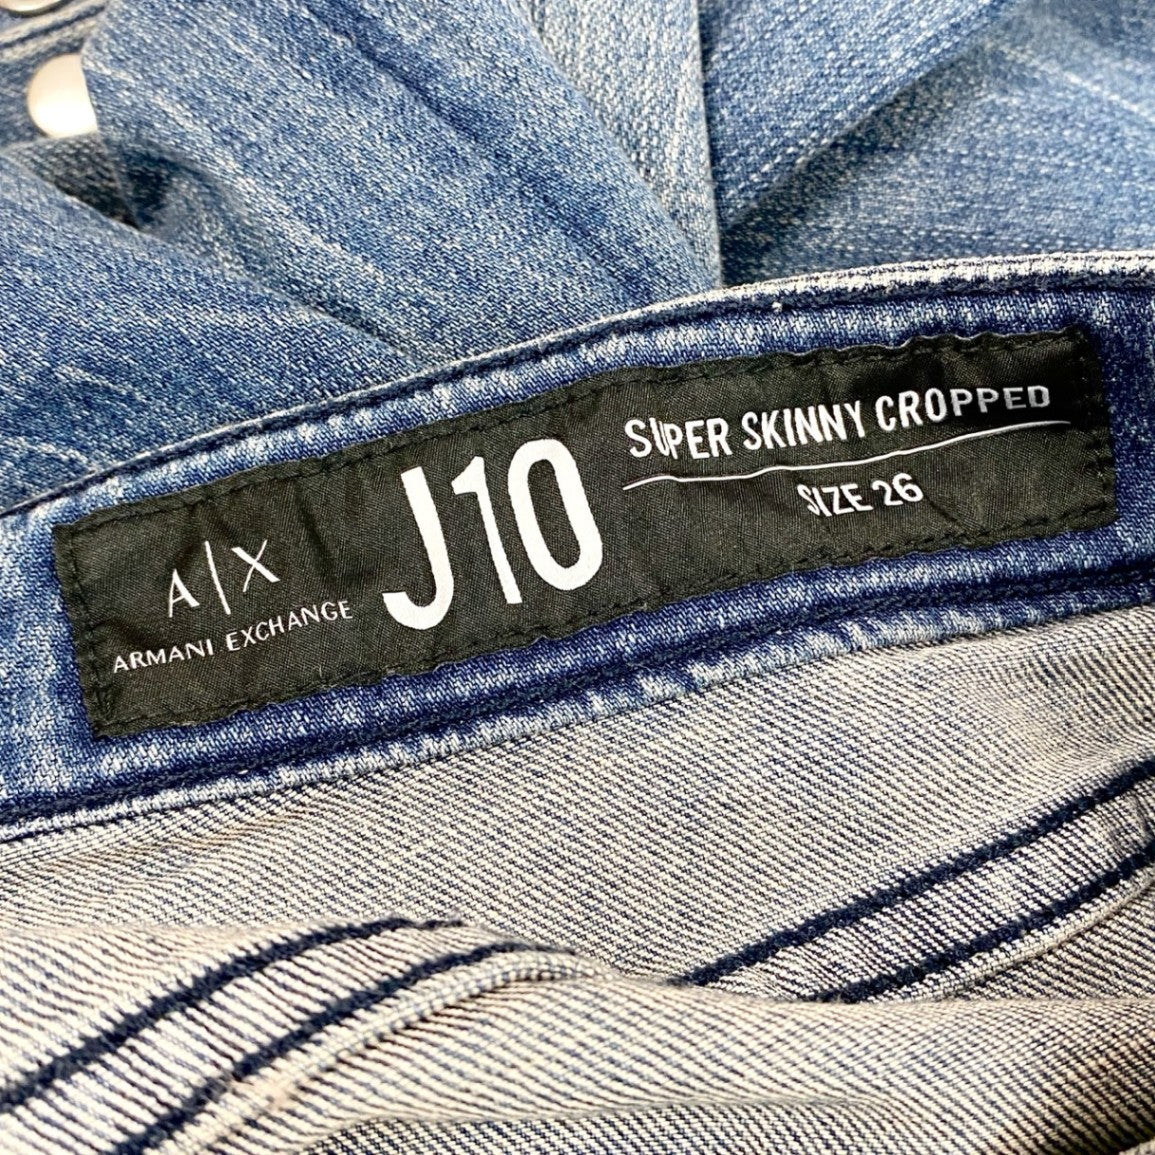 A|X
ARMANI EXCHANGE
J10
SUPER SKINNY CROPPED
SIZE 26